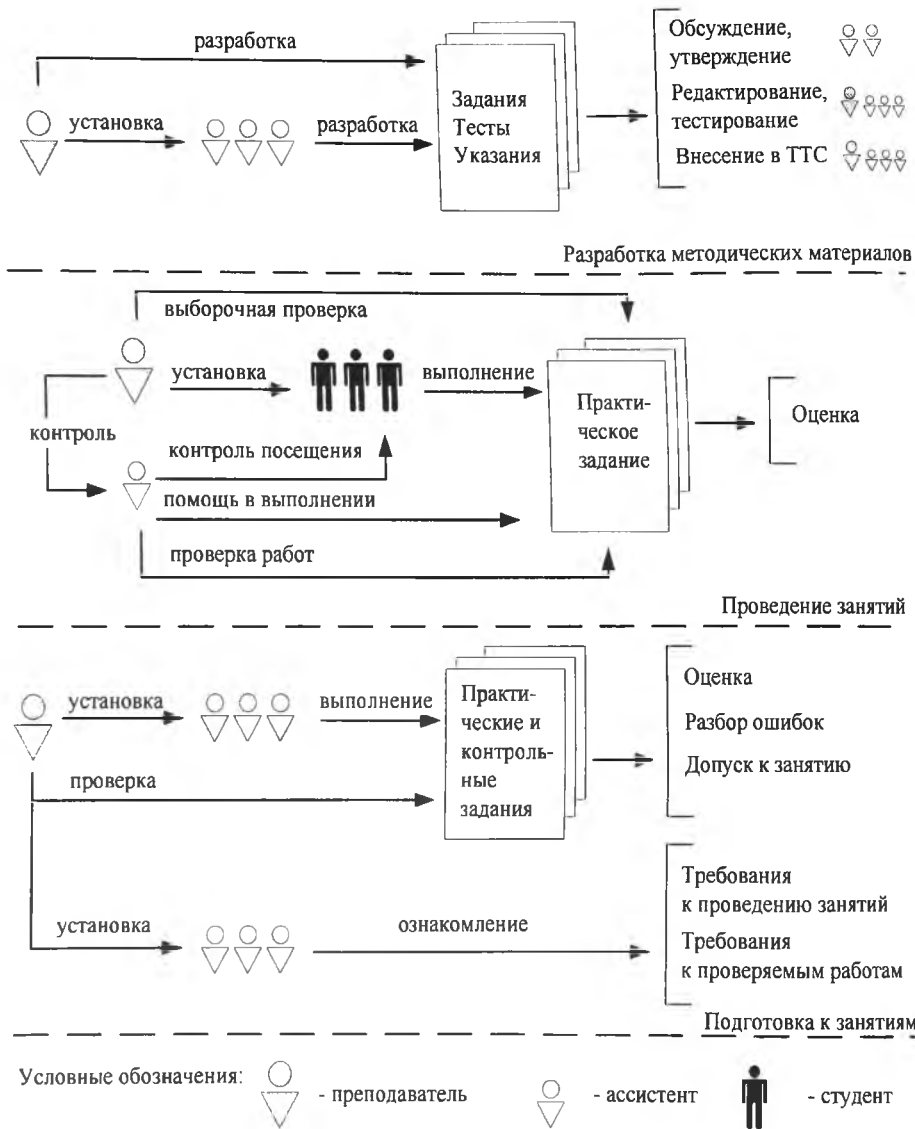 разработка
Обсуждение,
утверждение
установка
разработка
Задания
Тесты
Указания
Редактирование,
тестирование
Внесение в ТТС
Разработка методических материалов
выборочная проверка
установка
выполнение
контроль
Практи-
ческое
задание
Оценка
контроль посещения
помощь в выполнении
проверка работ
Проведение занятий
установка
выполнение
Практи-
ческие и
контроль-
ные
задания
Оценка
Разбор ошибок
Допуск к занятию
проверка
установка
ознакомление
Требования
к проведению занятий
Требования
к проверяемым работам
Подготовка к занятиям
Условные обозначения:
- преподаватель
- ассистент
- студент